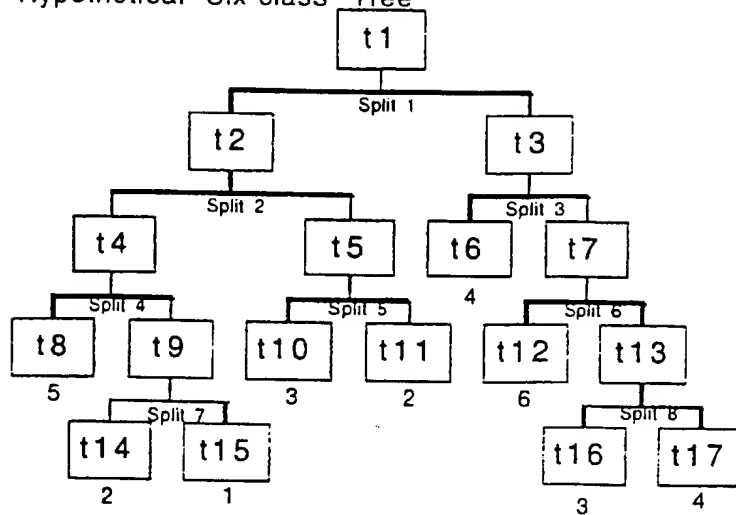 Hypothetical Six-class Tree
t1
Split 1
t2
t3
Split 2
Split 3
t4
t5
t6
t7
4
Split 4
Split 5
Split 6
t8
t9
t10
t11
t12
t13
5
3
2
6
Split 7
Split 8
t14
t15
t16
t17
2
1
3
4